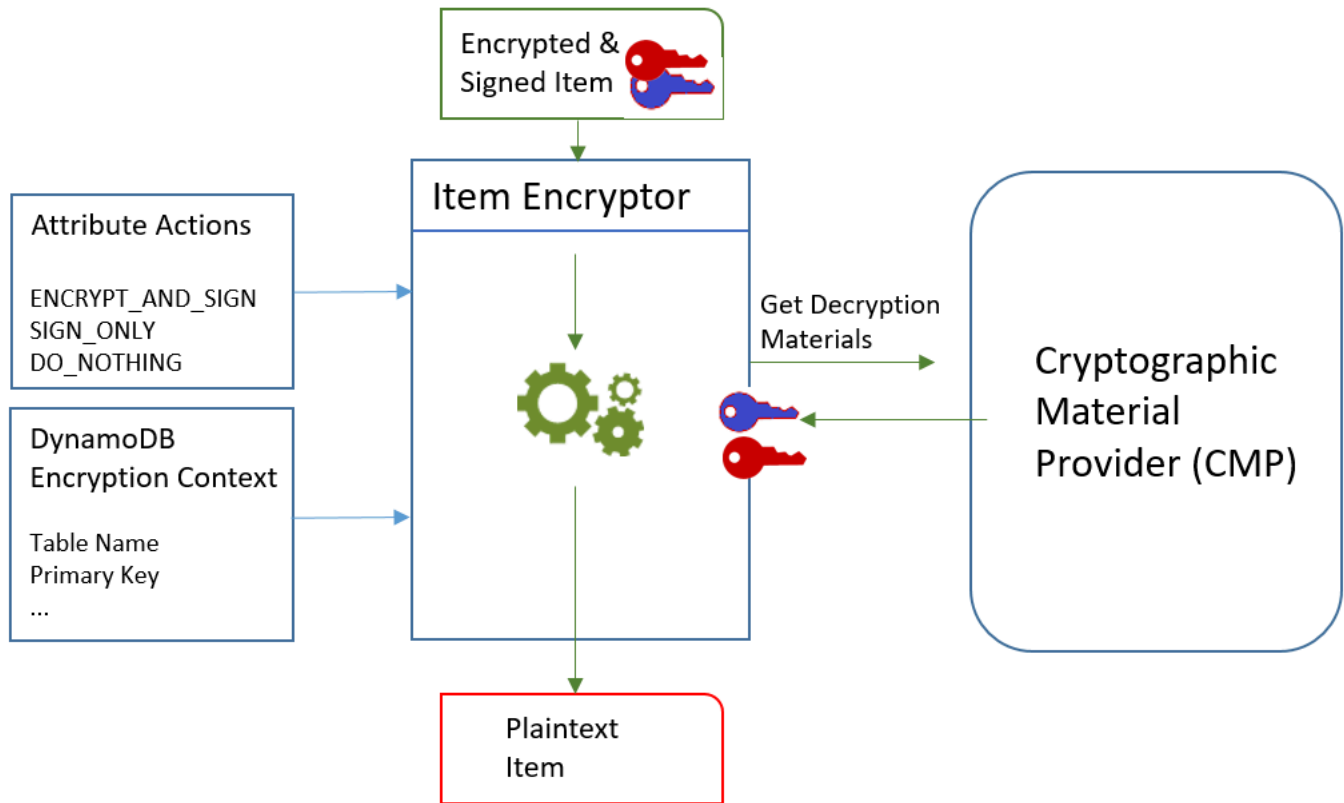 Encrypted &
Signed Item
Item Encryptor
Attribute Actions
ENCRYPT_AND_SIGN
SIGN_ONLY
DO_NOTHING
DynamoDB
Encryption Context
Table Name
Primary Key
...
Get Decryption
Materials
Cryptographic
Material
Provider (CMP)
Plaintext
Item